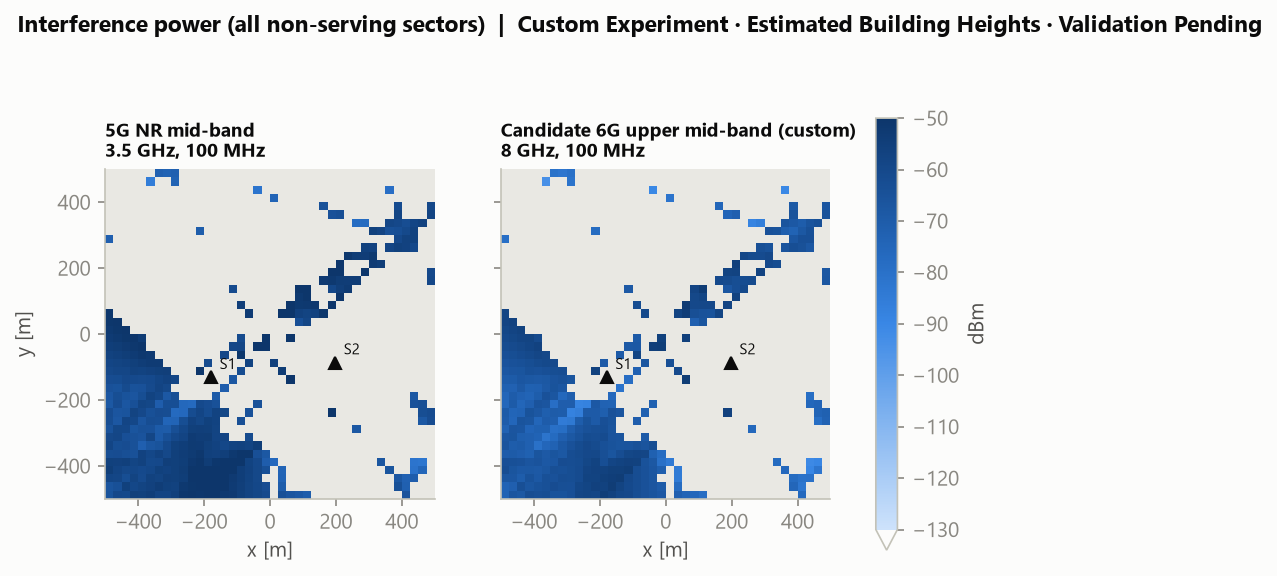 Interference power (all non-serving sectors) | Custom Experiment · Estimated Building Heights · Validation Pending
5G NR mid-band
3.5 GHz, 100 MHz
Candidate 6G upper mid-band (custom)
8 GHz, 100 MHz
400
200
0
−200
−400
y [m]
S1
S2
S1
S2
−400 −200 0 200 400
x [m]
−400 −200 0 200 400
x [m]
−50
−60
−70
−80
−90
−100
−110
−120
−130
dBm